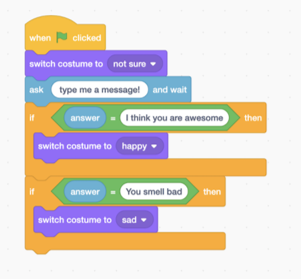 when clicked
switch costume to not sure
ask type me a message! and wait
if answer = I think you are awesome then
switch costume to happy
if answer = You smell bad then
switch costume to sad